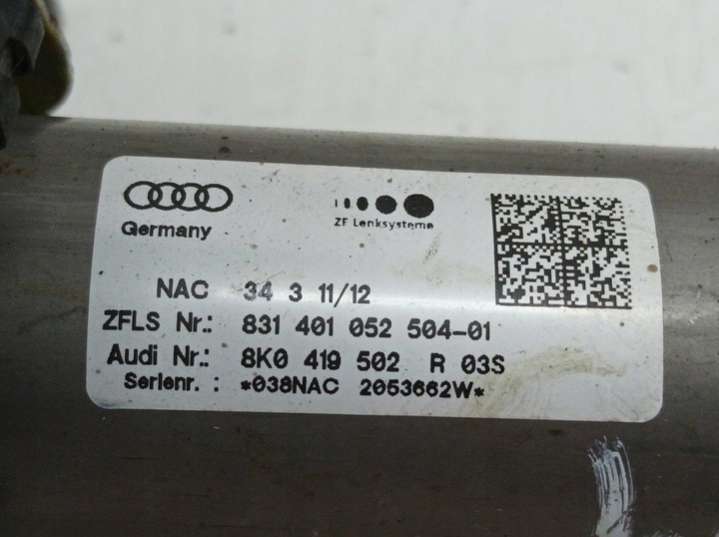 Germany
ZF Lenksysteme
NAC 34 3 11/12
ZFLS Nr.: 831 401 052 504-01
Audi Nr.: 8K0 419 502 R 03S
Serienr. : *038NAC 2053662W*